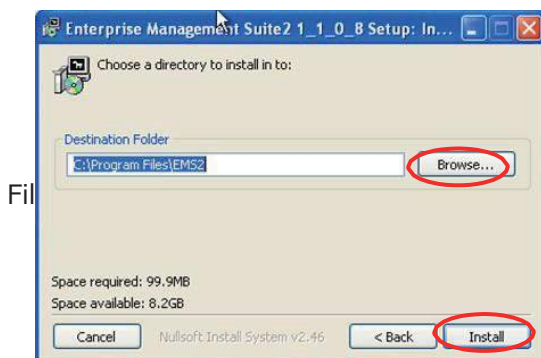 Enterprise Management Suite2 1_1_0_8 Setup: In...
Choose a directory to install in to:
Destination Folder
C:\Program Files\EMS2
Browse...
Fil
Space required: 99.9MB
Space available: 8.2GB
Cancel
Nullsoft Install System v2.46
< Back
Install